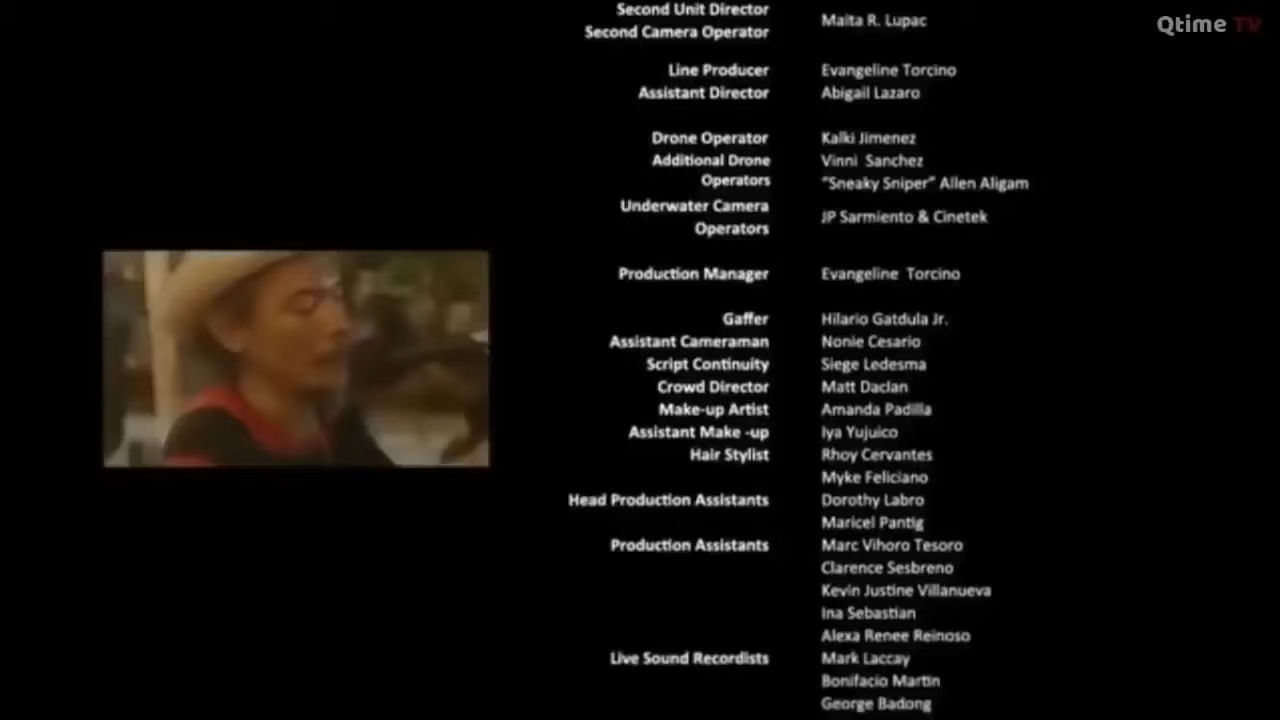 Qtime TV
Second Unit Director
Second Camera Operator
Maita R. Lupac
Line Producer Evangeline Torcino
Assistant Director Abigail Lazaro
Drone Operator Kalki Jimenez
Additional Drone Vinni Sanchez
Operators "Sneaky Sniper" Allen Aligam
Underwater Camera
Operators
JP Sarmiento & Cinetek
Production Manager Evangeline Torcino
Gaffer Hilario Gatdula Jr.
Assistant Cameraman Nonie Cesario
Script Continuity Siege Ledesma
Crowd Director Matt Daclan
Make-up Artist Amanda Padilla
Assistant Make -up Iya Yujuico
Hair Stylist Rhoy Cervantes
Myke Feliciano
Head Production Assistants Dorothy Labro
Maricel Pantig
Production Assistants Marc Vihoro Tesoro
Clarence Sesbreno
Kevin Justine Villanueva
Ina Sebastian
Alexa Renee Reinoso
Live Sound Recordists Mark Laccay
Bonifacio Martin
George Badong